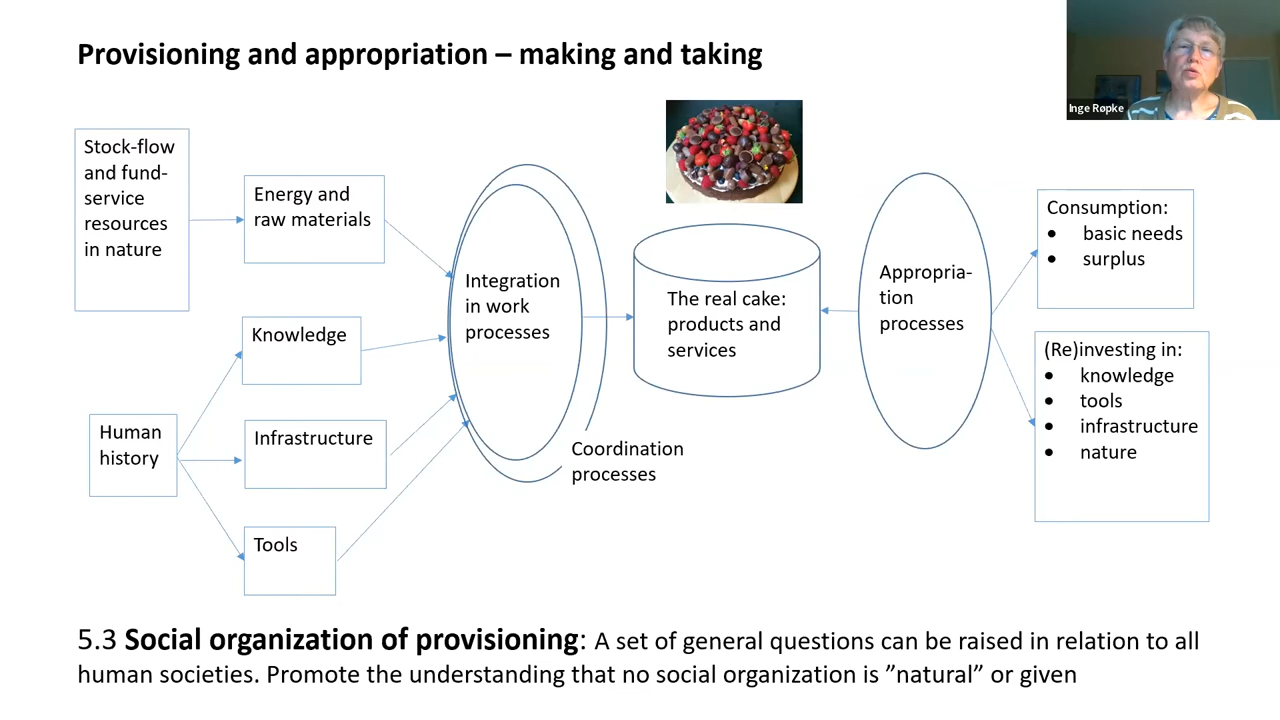 Provisioning and appropriation – making and taking
Inge Røpke
Stock-flow
and fund-
service
resources
in nature
Energy and
raw materials
Knowledge
Human
history
Infrastructure
Tools
Integration
in work
processes
Coordination
processes
The real cake:
products and
services
Appropria-
tion
processes
Consumption:
• basic needs
• surplus
(Re)investing in:
• knowledge
• tools
• infrastructure
• nature
5.3 Social organization of provisioning: A set of general questions can be raised in relation to all
human societies. Promote the understanding that no social organization is ”natural” or given